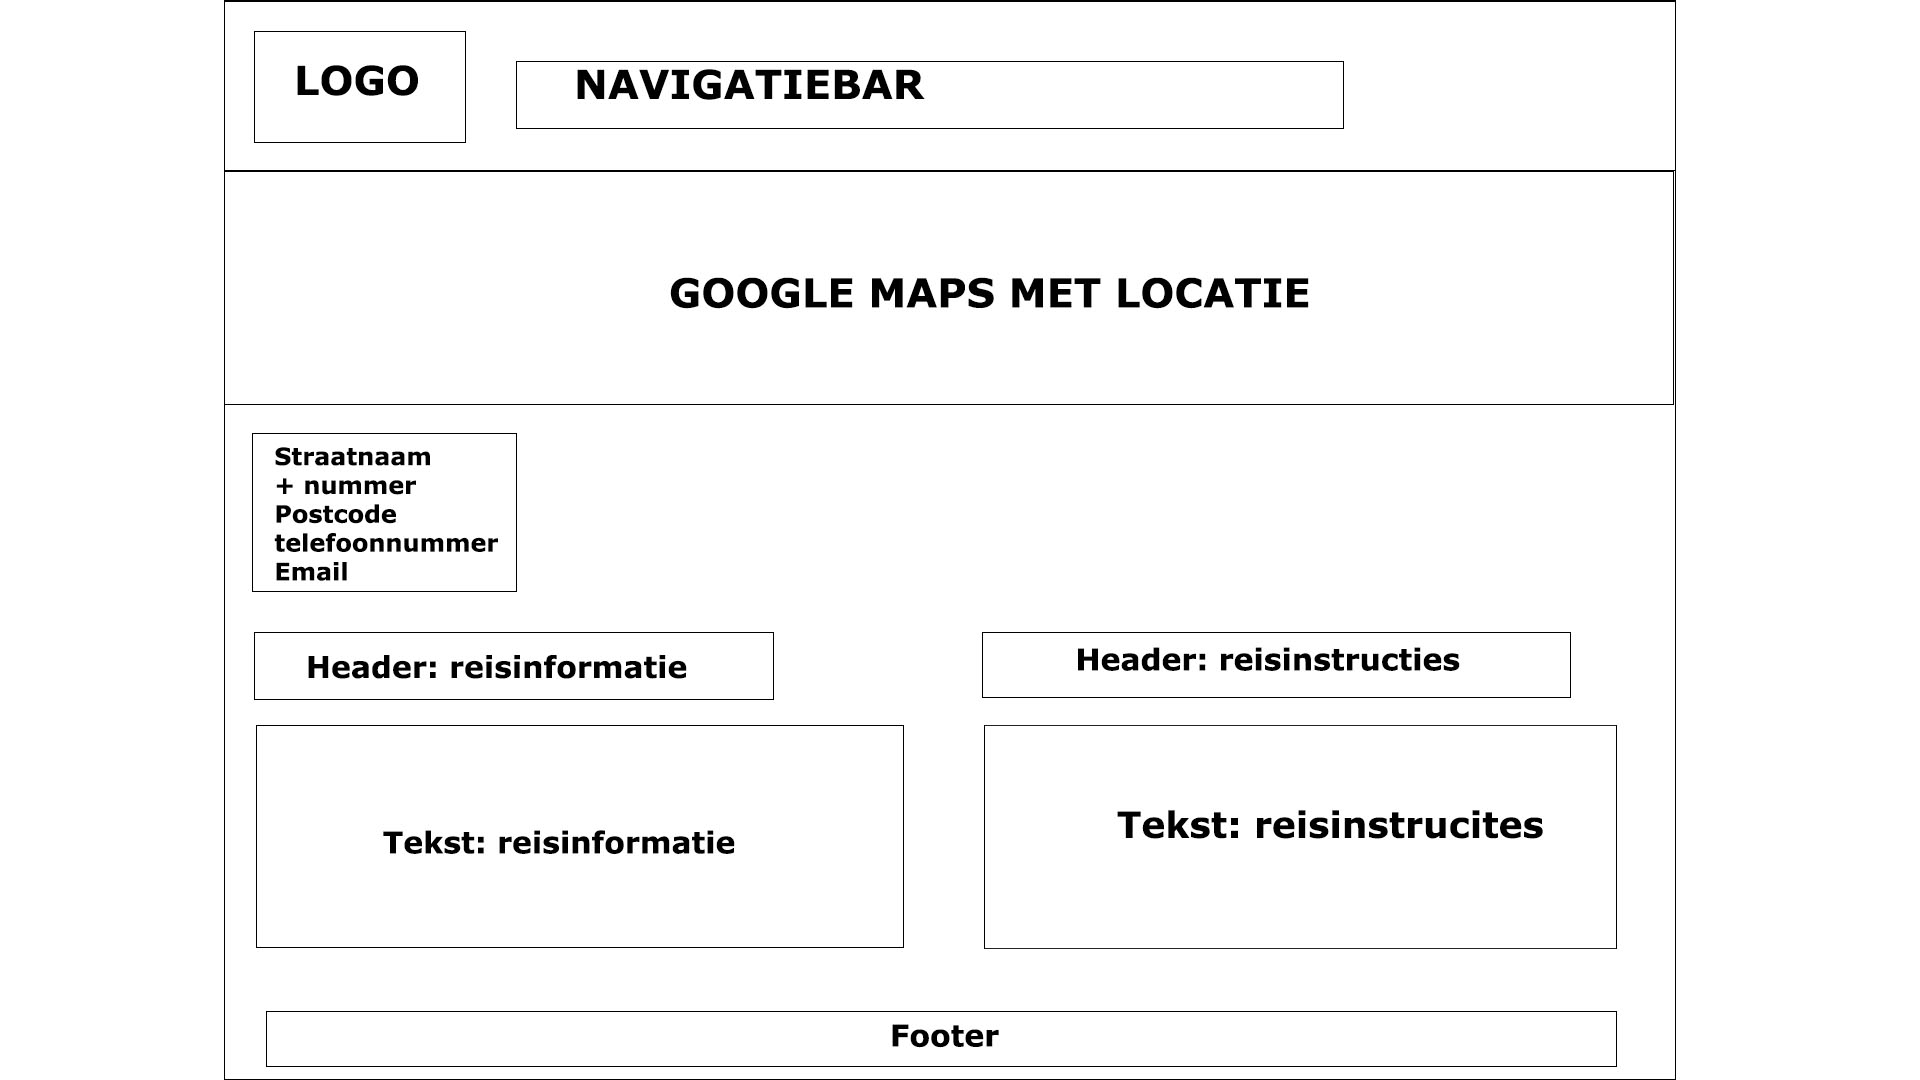 LOGO
NAVIGATIEBAR
GOOGLE MAPS MET LOCATIE
Straatnaam
+ nummer
Postcode
telefoonnummer
Email
Header: reisinformatie
Header: reisinstructies
Tekst: reisinformatie
Tekst: reisinstrucites
Footer